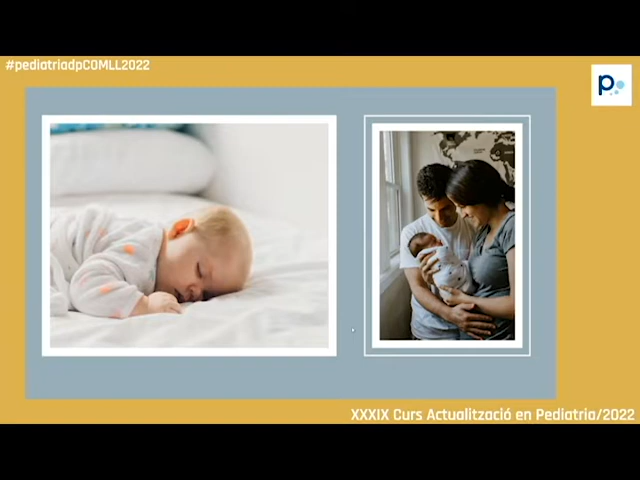 #pediatriadpCOMLL2022
p
XXXIX Curs Actualització en Pediatria/2022